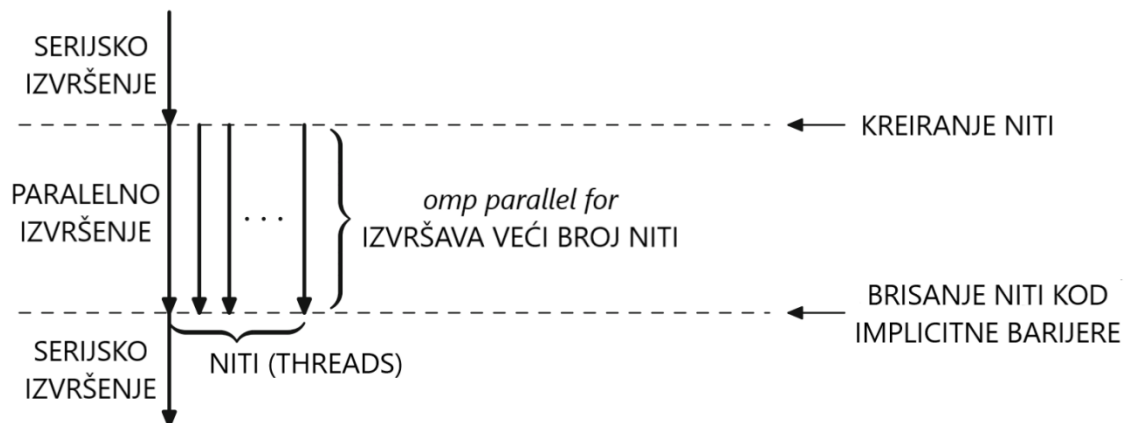 SERIJSKO
IZVRŠENJE
KREIRANJE NITI
PARALELNO
IZVRŠENJE
. . .
omp parallel for
IZVRŠAVA VEĆI BROJ NITI
BRISANJE NITI KOD
IMPLICITNE BARIJERE
SERIJSKO
IZVRŠENJE
NITI (THREADS)